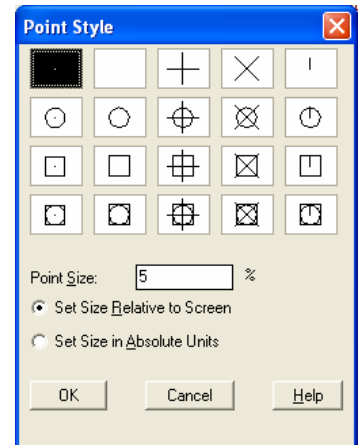 Point Style
Point Size: 5 %
Set Size Relative to Screen
Set Size in Absolute Units
OK Cancel Help